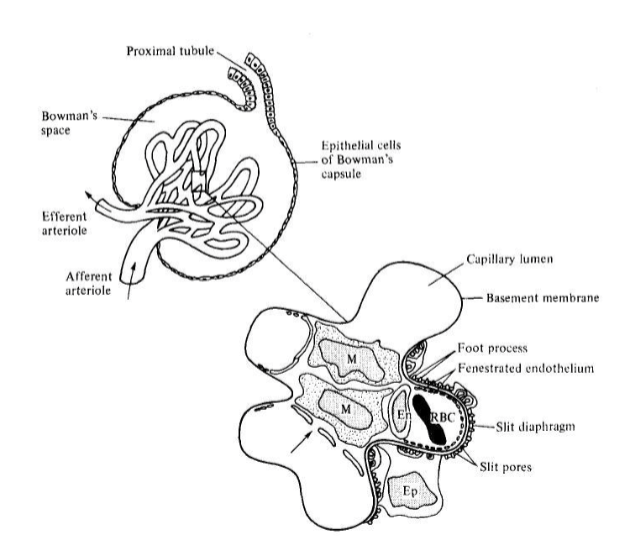 Proximal tubule
Bowman's
space
Epithelial cells
of Bowman's
capsule
Efferent
arteriole
Afferent
arteriole
Capillary lumen
Basement membrane
Foot process
Fenestrated endothelium
M
M
En
RBC
Slit diaphragm
Slit pores
Ep